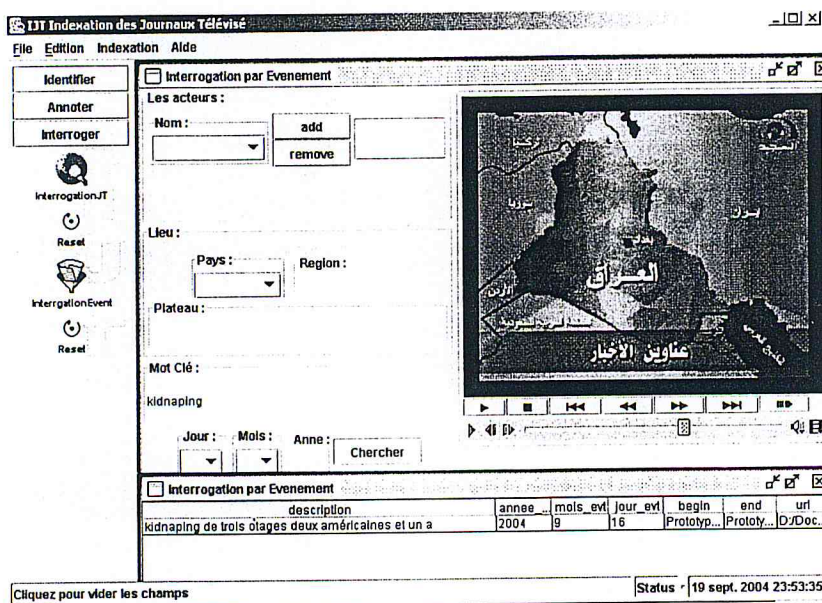 IJT Indexation des Journaux Télévisé
File Edition Indexation Aide
Identifier
Annoter
Interroger
InterrogationJT
Reset
InterrgationEvent
Reset
Interrogation par Evenement
Les acteurs :
Nom :
add
remove
Lieu :
Pays :
Region :
Plateau :
Mot Clé :
kidnaping
Jour : Mois : Anne :
Chercher
تركيا
سوريا
بغداد
العراق
عناوين الأخبار
Interrogation par Evenement
description annee_... mois_evt jour_evt begin end url
kidnaping de trois otages deux américaines et un a 2004 9 16 Prototyp... Prototy... D:/Doc...
Cliquez pour vider les champs
Status - 19 sept. 2004 23:53:35